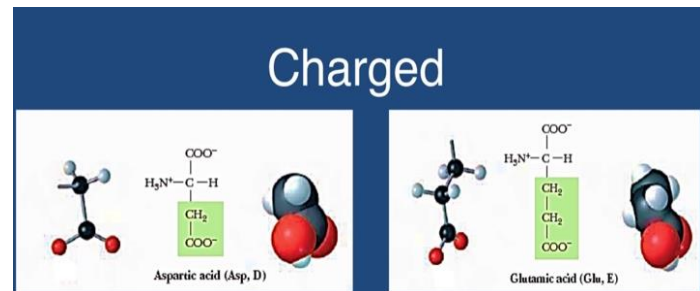 Charged
COO⁻
H₃N⁺—C—H
CH₂
COO⁻
Aspartic acid (Asp, D)
COO⁻
H₃N⁺—C—H
CH₂
CH₂
COO⁻
Glutamic acid (Glu, E)